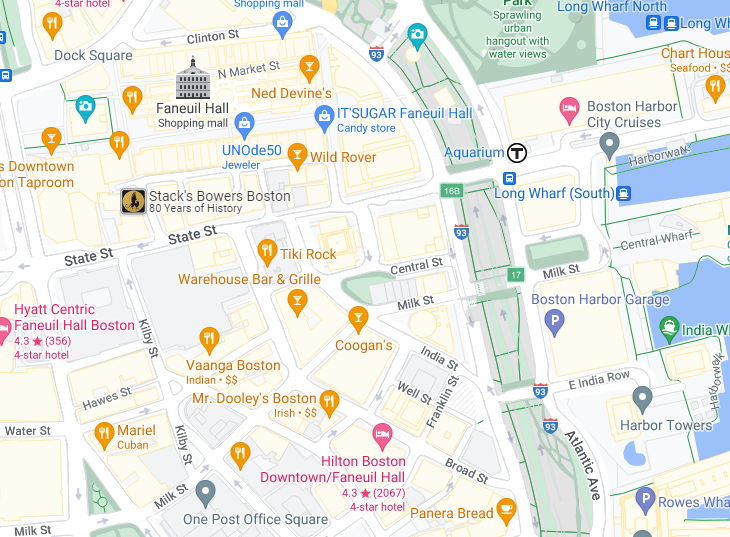 4-star hotel
Shopping mall
Park
Sprawling
urban
hangout with
water views
Long Wharf North
Long Wh
Clinton St
93
Dock Square
N Market St
Chart Hous
Seafood • $$
Ned Devine's
Faneuil Hall
Shopping mall
IT'SUGAR Faneuil Hall
Candy store
Boston Harbor
City Cruises
UNOde50
Jeweler
Wild Rover
Aquarium
T
Harborwalk
s Downtown
on Taproom
Stack's Bowers Boston
80 Years of History
16B
Long Wharf (South)
State St
State St
93
Central Wharf
Tiki Rock
Central St
Milk St
17
Warehouse Bar & Grille
Milk St
Boston Harbor Garage
P
Hyatt Centric
Faneuil Hall Boston
4.3 ★ (356)
4-star hotel
Kilby St
Coogan's
India Wh
Vaanga Boston
Indian • $$
India St
Harborwalk
E India Row
Hawes St
Mr. Dooley's Boston
Irish • $$
Well St
Franklin St
93
Harbor Towers
Water St
Mariel
Cuban
Kilby St
93
Atlantic Ave
Hilton Boston
Downtown/Faneuil Hall
4.3 ★ (2067)
4-star hotel
Broad St
Milk St
One Post Office Square
Panera Bread
P
Rowes Wha
Milk St